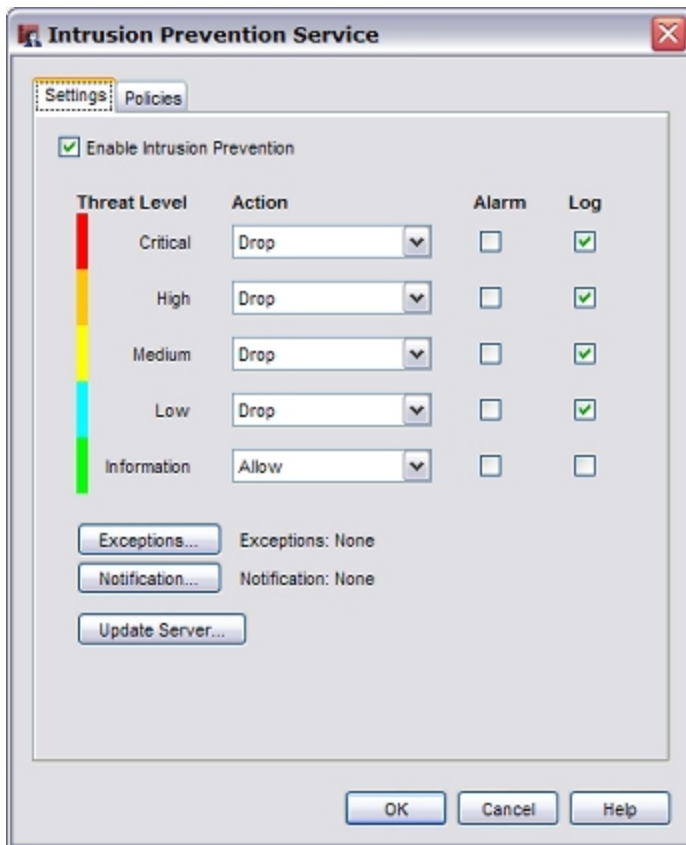 Intrusion Prevention Service
Settings Policies
Enable Intrusion Prevention
Threat Level Action Alarm Log
Critical Drop
High Drop
Medium Drop
Low Drop
Information Allow
Exceptions... Exceptions: None
Notification... Notification: None
Update Server...
OK Cancel Help